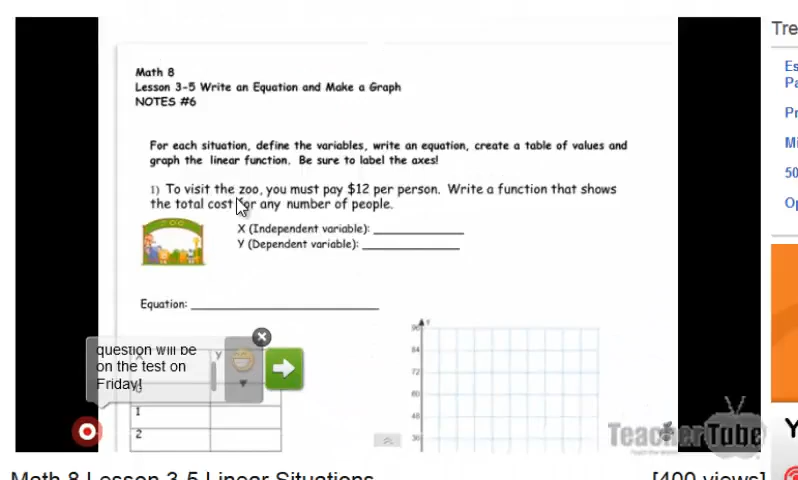 Math 8
Lesson 3-5 Write an Equation and Make a Graph
NOTES #6
For each situation, define the variables, write an equation, create a table of values and
graph the linear function. Be sure to label the axes!
1) To visit the zoo, you must pay $12 per person. Write a function that shows
the total cost for any number of people.
ZOO
X (Independent variable):
Y (Dependent variable):
Equation:
question will be
on the test on
Friday!
y
1
2
Y
96
84
72
60
48
36
TeacherTube
Math 8 Lesson 3-5 Linear Situations
[400 views]
Tre
Es
Pa
Pr
Mi
50
Op
Y